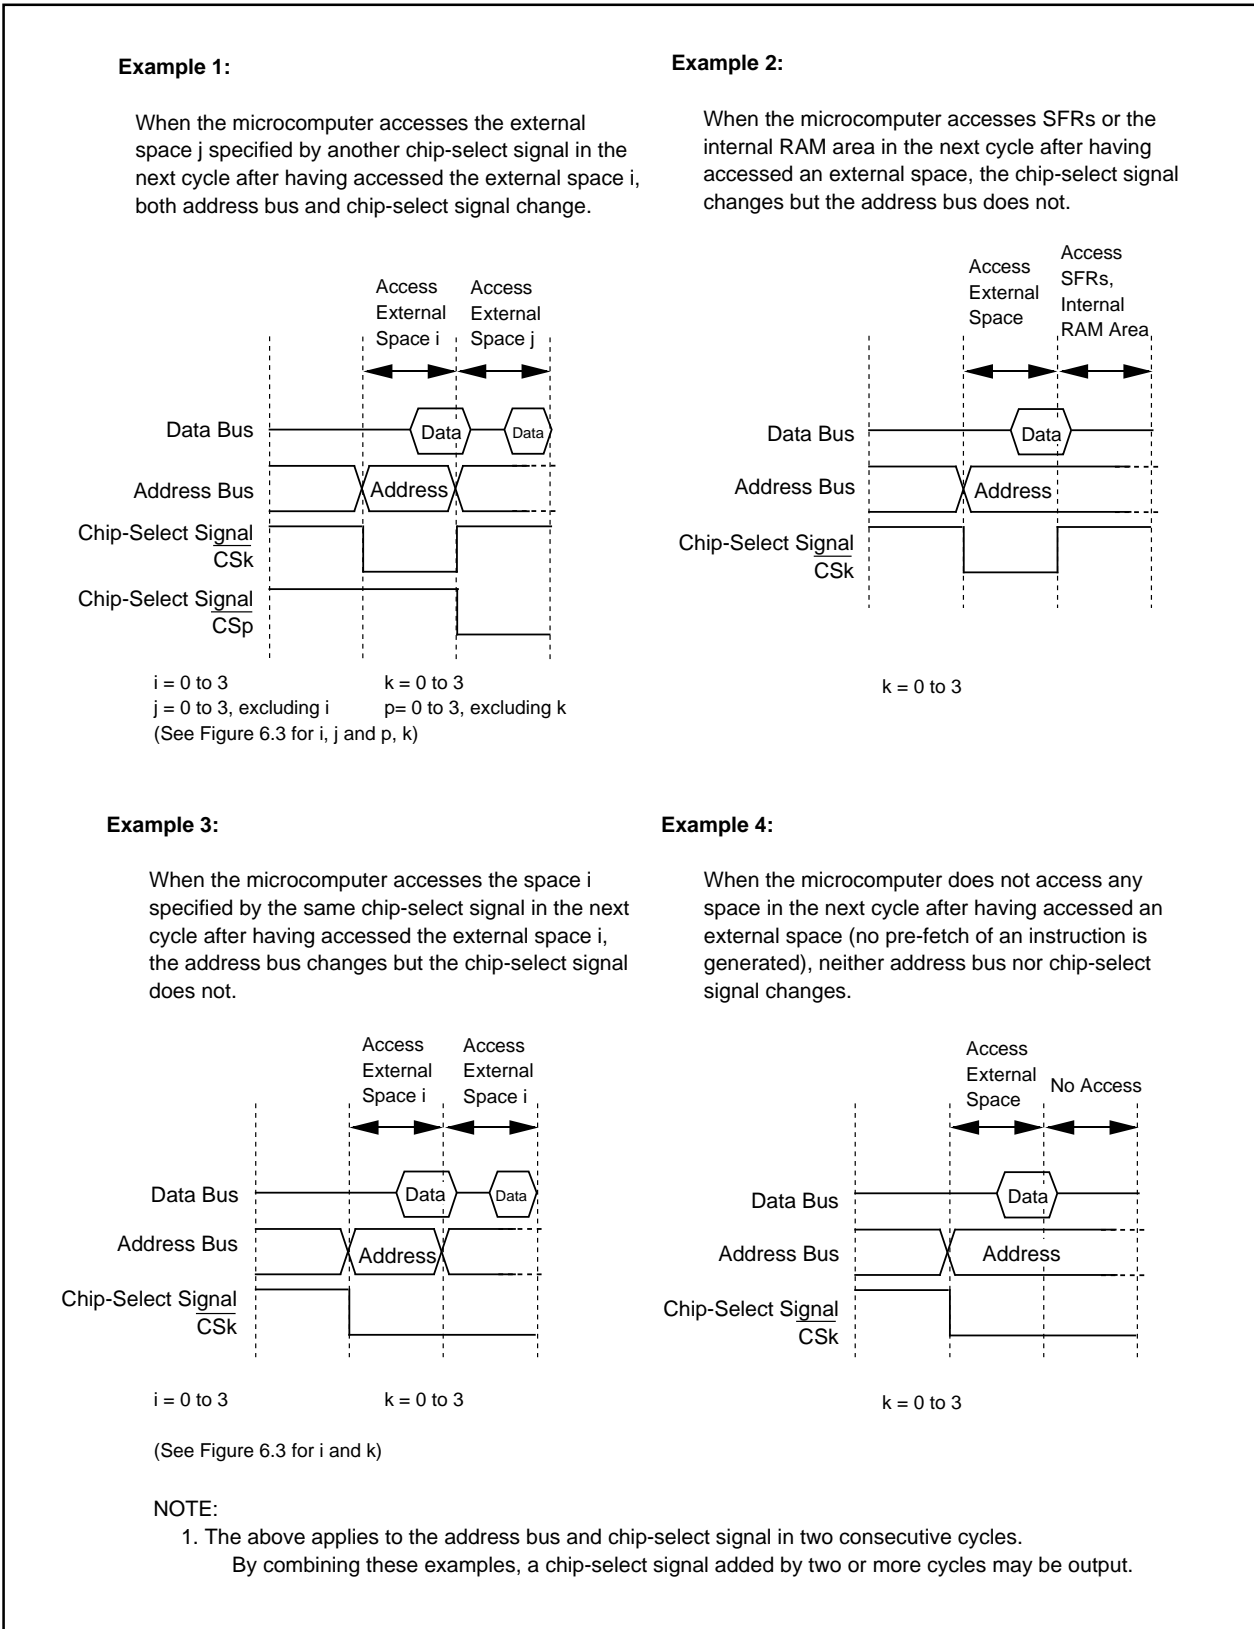 Example 1:
When the microcomputer accesses the external
space j specified by another chip-select signal in the
next cycle after having accessed the external space i,
both address bus and chip-select signal change.
Access
External
Space i
Access
External
Space j
Data Bus
Data
Data
Address Bus
Address
Chip-Select Signal
CSk
Chip-Select Signal
CSp
i = 0 to 3
k = 0 to 3
j = 0 to 3, excluding i
p= 0 to 3, excluding k
(See Figure 6.3 for i, j and p, k)
Example 2:
When the microcomputer accesses SFRs or the
internal RAM area in the next cycle after having
accessed an external space, the chip-select signal
changes but the address bus does not.
Access
External
Space
Access
SFRs,
Internal
RAM Area
Data Bus
Data
Address Bus
Address
Chip-Select Signal
CSk
k = 0 to 3
Example 3:
When the microcomputer accesses the space i
specified by the same chip-select signal in the next
cycle after having accessed the external space i,
the address bus changes but the chip-select signal
does not.
Access
External
Space i
Access
External
Space i
Data Bus
Data
Data
Address Bus
Address
Chip-Select Signal
CSk
i = 0 to 3
k = 0 to 3
(See Figure 6.3 for i and k)
Example 4:
When the microcomputer does not access any
space in the next cycle after having accessed an
external space (no pre-fetch of an instruction is
generated), neither address bus nor chip-select
signal changes.
Access
External
Space
No Access
Data Bus
Data
Address Bus
Address
Chip-Select Signal
CSk
k = 0 to 3
NOTE:
1. The above applies to the address bus and chip-select signal in two consecutive cycles.
By combining these examples, a chip-select signal added by two or more cycles may be output.